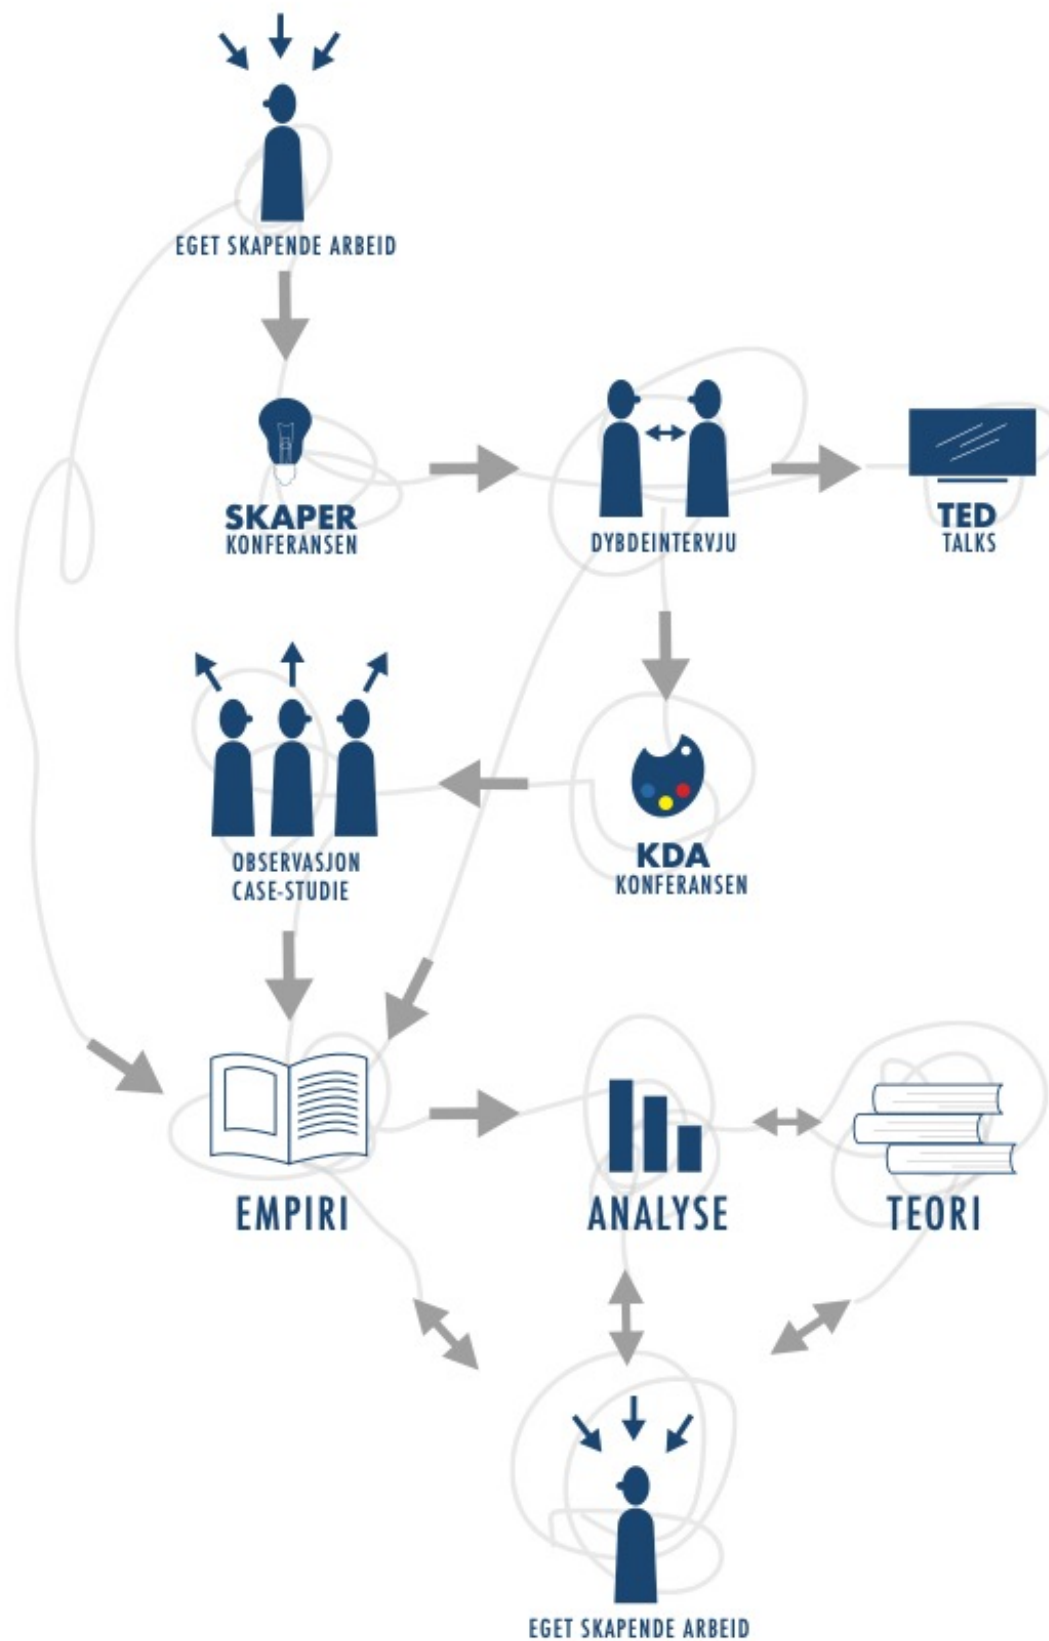 EGET SKAPENDE ARBEID
SKAPER
KONFERANSEN
DYBDEINTERVJU
TED
TALKS
OBSERVASJON
CASE-STUDIE
KDA
KONFERANSEN
EMPIRI
ANALYSE
TEORI
EGET SKAPENDE ARBEID